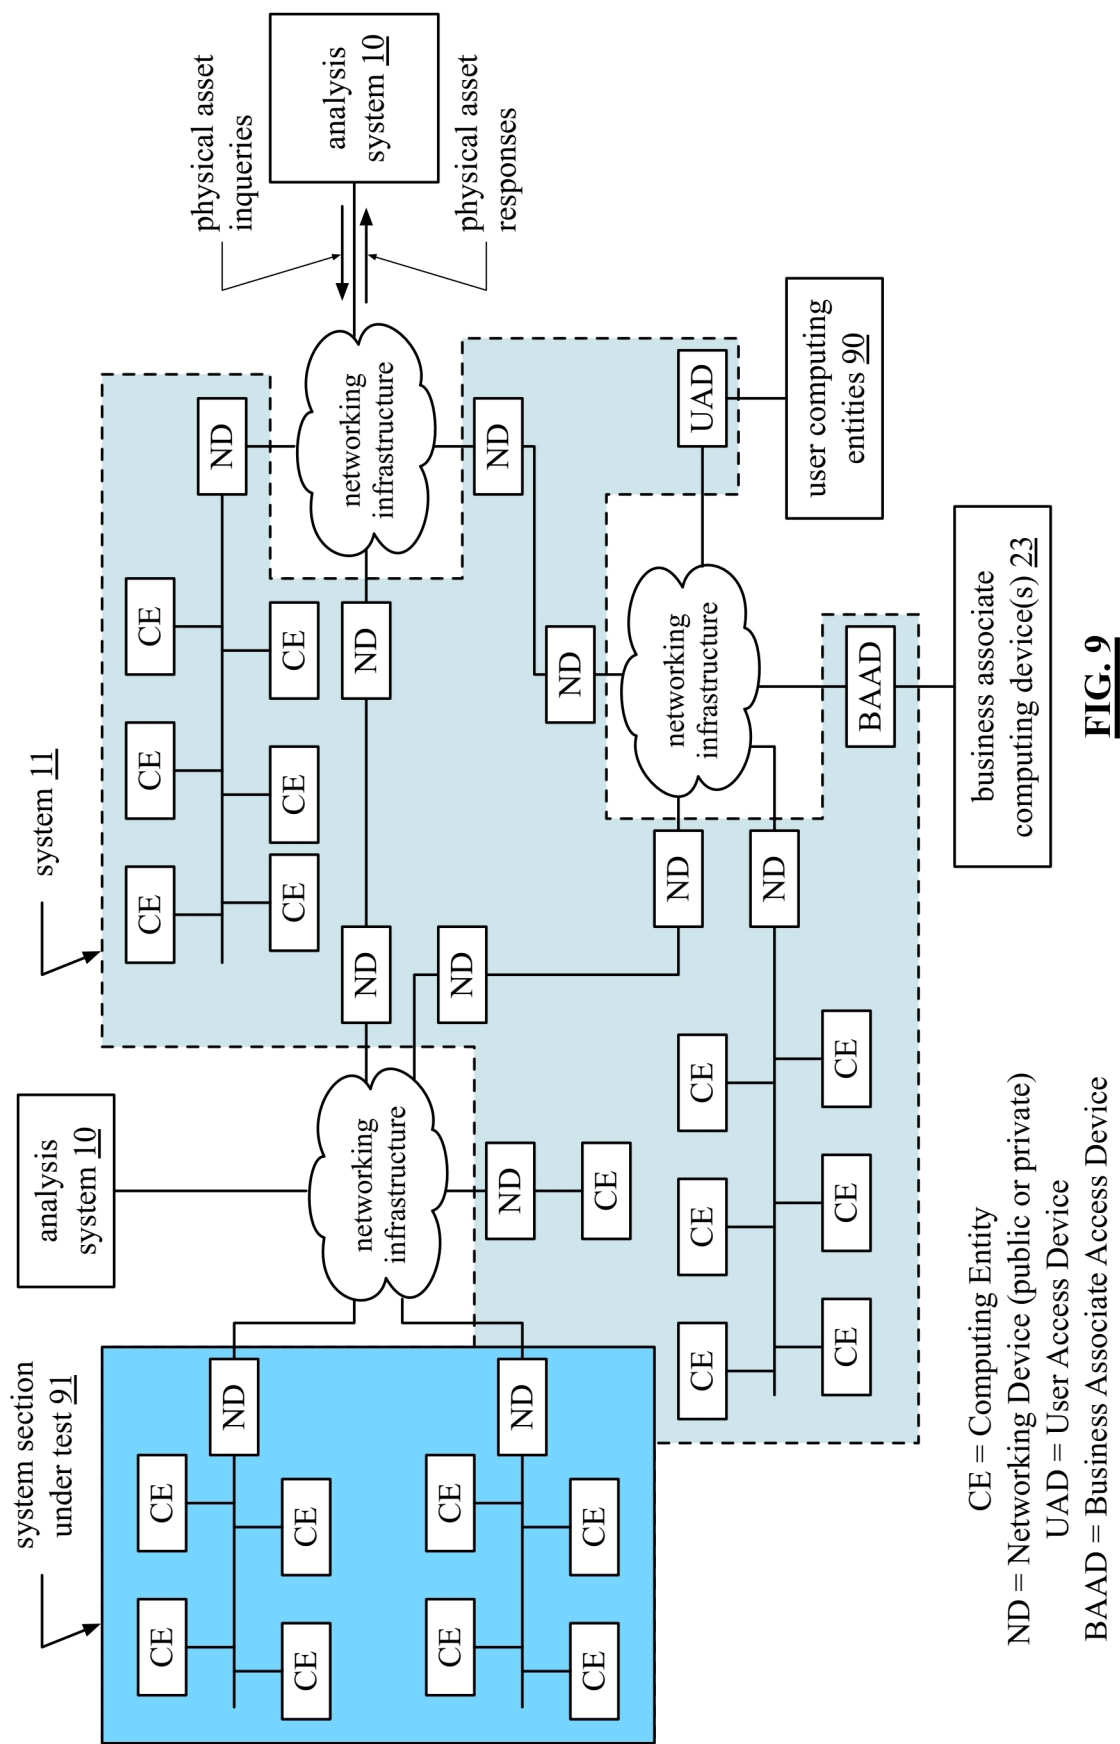 system section
under test 91
analysis
system 10
system 11
physical asset
inqueries
CE
CE
CE
CE
CE
ND
ND
CE
CE
CE
CE
CE
networking
infrastructure
ND
ND
networking
infrastructure
analysis
system 10
physical asset
responses
CE
CE
ND
ND
ND
ND
ND
CE
CE
CE
CE
CE
CE
ND
networking
infrastructure
UAD
ND
CE
CE
CE
BAAD
user computing
entities 90
business associate
computing device(s) 23
CE = Computing Entity
ND = Networking Device (public or private)
UAD = User Access Device
BAAD = Business Associate Access Device
FIG. 9